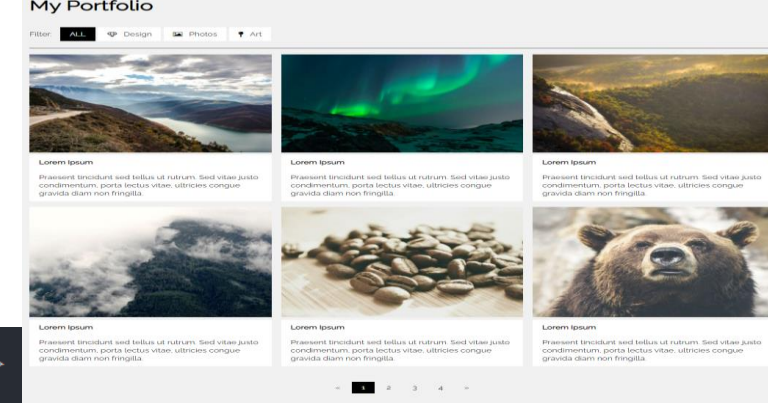 My Portfolio
Filter: ALL Design Photos Art
Lorem Ipsum
Praesent tincidunt sed tellus ut rutrum. Sed vitae justo
condimentum, porta lectus vitae, ultricies congue
gravida diam non fringilla.
Lorem Ipsum
Praesent tincidunt sed tellus ut rutrum. Sed vitae justo
condimentum, porta lectus vitae, ultricies congue
gravida diam non fringilla.
Lorem Ipsum
Praesent tincidunt sed tellus ut rutrum. Sed vitae justo
condimentum, porta lectus vitae, ultricies congue
gravida diam non fringilla.
Lorem Ipsum
Praesent tincidunt sed tellus ut rutrum. Sed vitae justo
condimentum, porta lectus vitae, ultricies congue
gravida diam non fringilla.
Lorem Ipsum
Praesent tincidunt sed tellus ut rutrum. Sed vitae justo
condimentum, porta lectus vitae, ultricies congue
gravida diam non fringilla.
Lorem Ipsum
Praesent tincidunt sed tellus ut rutrum. Sed vitae justo
condimentum, porta lectus vitae, ultricies congue
gravida diam non fringilla.
« 1 2 3 4 »